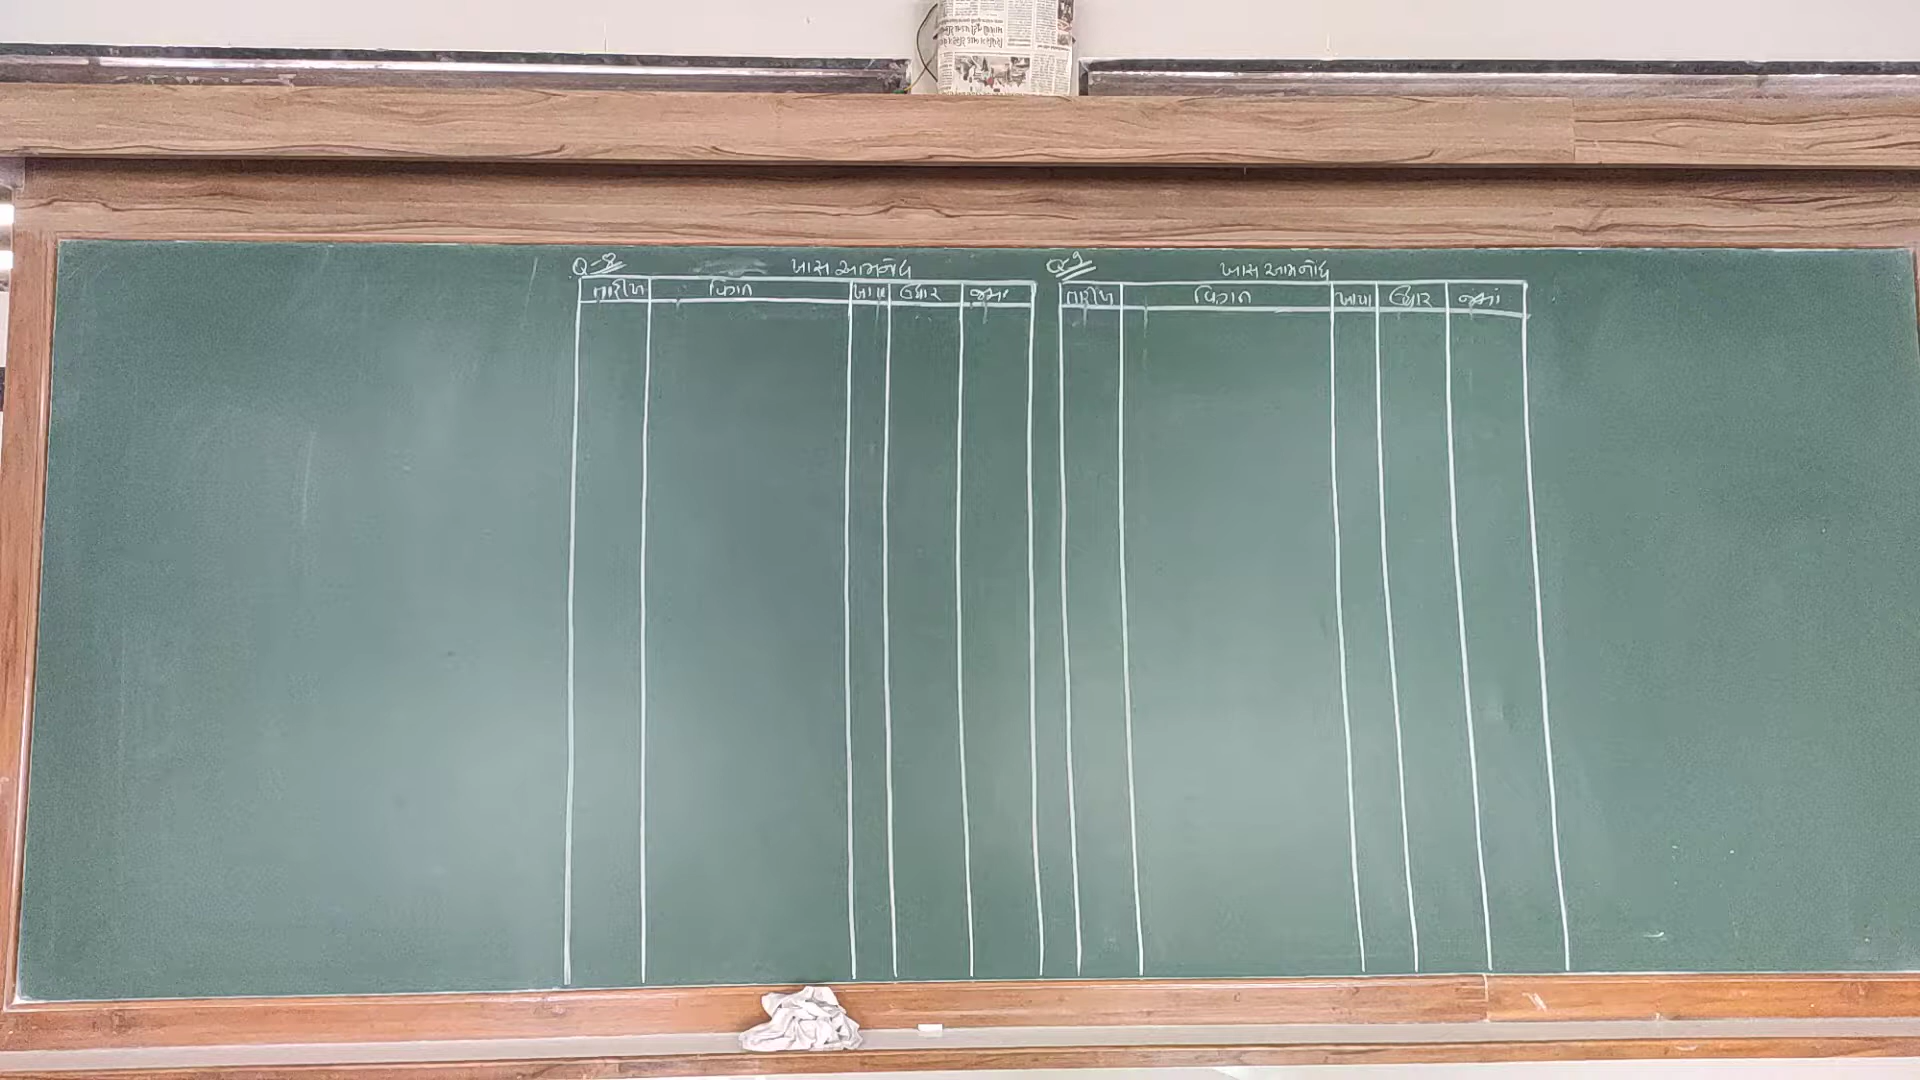 Q-8 ખાસ આમનોંધ
તારીખ વિગત ખાપા ઉધાર જમા
Q-9 ખાસ આમનોંધ
તારીખ વિગત ખાપા ઉધાર જમા